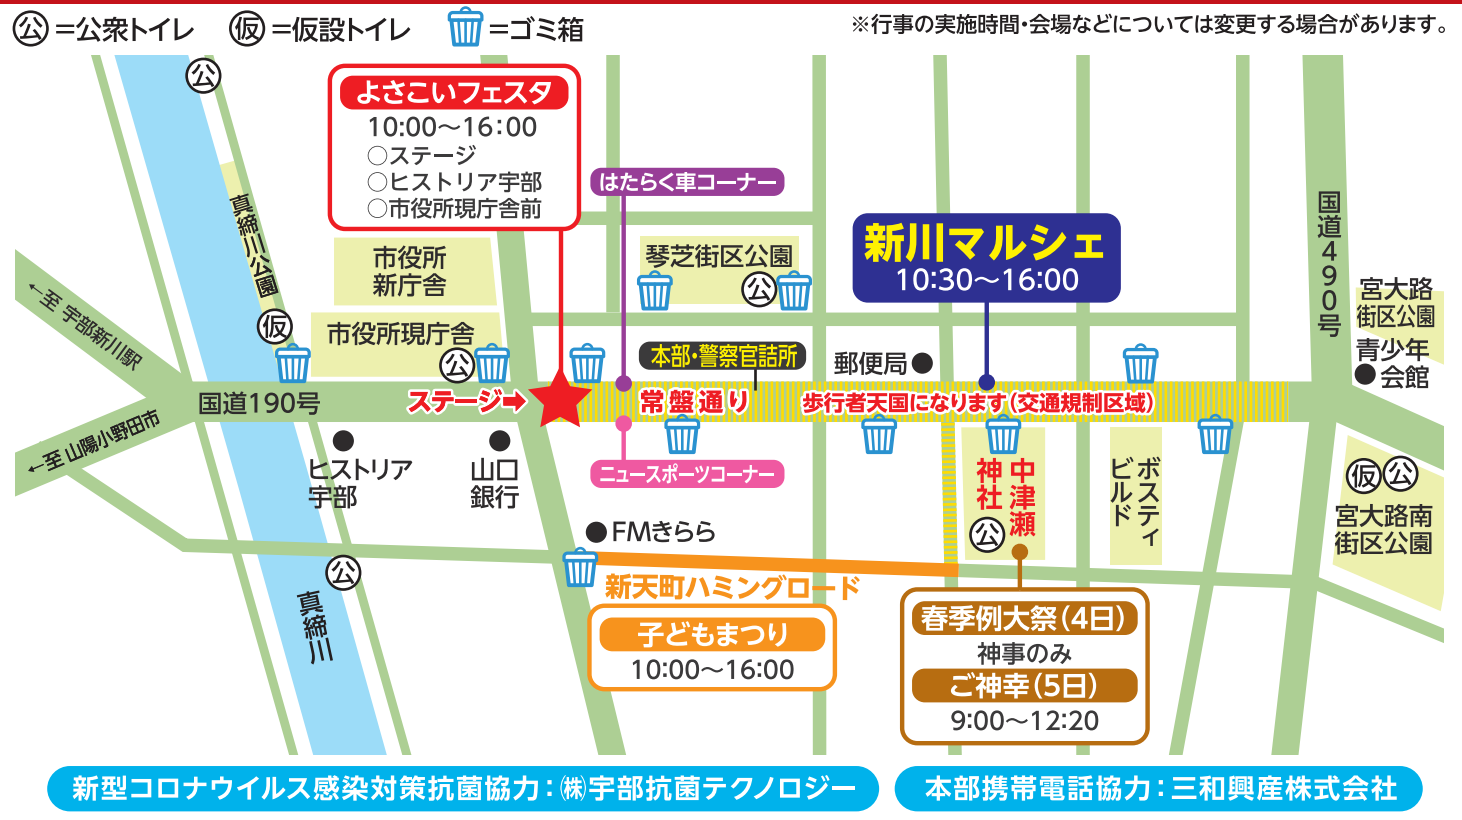 公=公衆トイレ 仮=仮設トイレ =ゴミ箱
※行事の実施時間・会場などについては変更する場合があります。
公
よさこいフェスタ
10:00〜16:00
○ステージ
○ヒストリア宇部
○市役所現庁舎前
はたらく車コーナー
真締川公園
仮
市役所
新庁舎
市役所現庁舎
公
琴芝街区公園
公
新川マルシェ
10:30〜16:00
国道490号
宮大路
街区公園
青少年
会館
←至 宇部新川駅
本部・警察官詰所
郵便局
国道190号
ステージ→
常盤通り
歩行者天国になります(交通規制区域)
←至 山陽小野田市
ヒストリア
宇部
山口
銀行
ニュースポーツコーナー
中津瀬
神社
公
ボスティ
ビルド
仮 公
宮大路南
街区公園
FMきらら
公
真締川
新天町ハミングロード
子どもまつり
10:00〜16:00
春季例大祭(4日)
神事のみ
ご神幸(5日)
9:00〜12:20
新型コロナウイルス感染対策抗菌協力:㈱宇部抗菌テクノロジー
本部携帯電話協力:三和興産株式会社